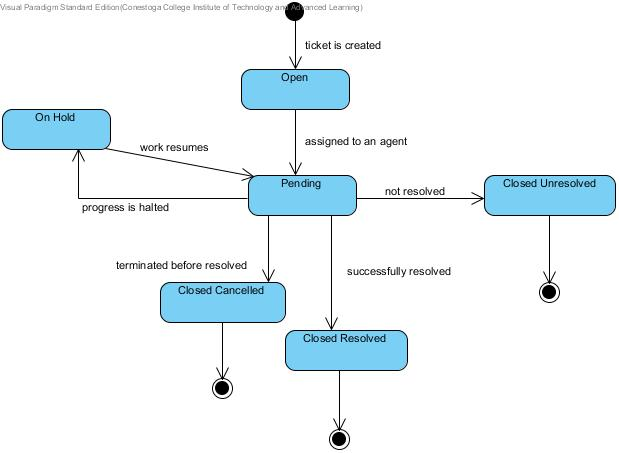 Visual Paradigm Standard Edition(Conestoga College Institute of Technology and Advanced Learning)
ticket is created
Open
On Hold
work resumes
assigned to an agent
Pending
not resolved
Closed Unresolved
progress is halted
terminated before resolved
successfully resolved
Closed Cancelled
Closed Resolved